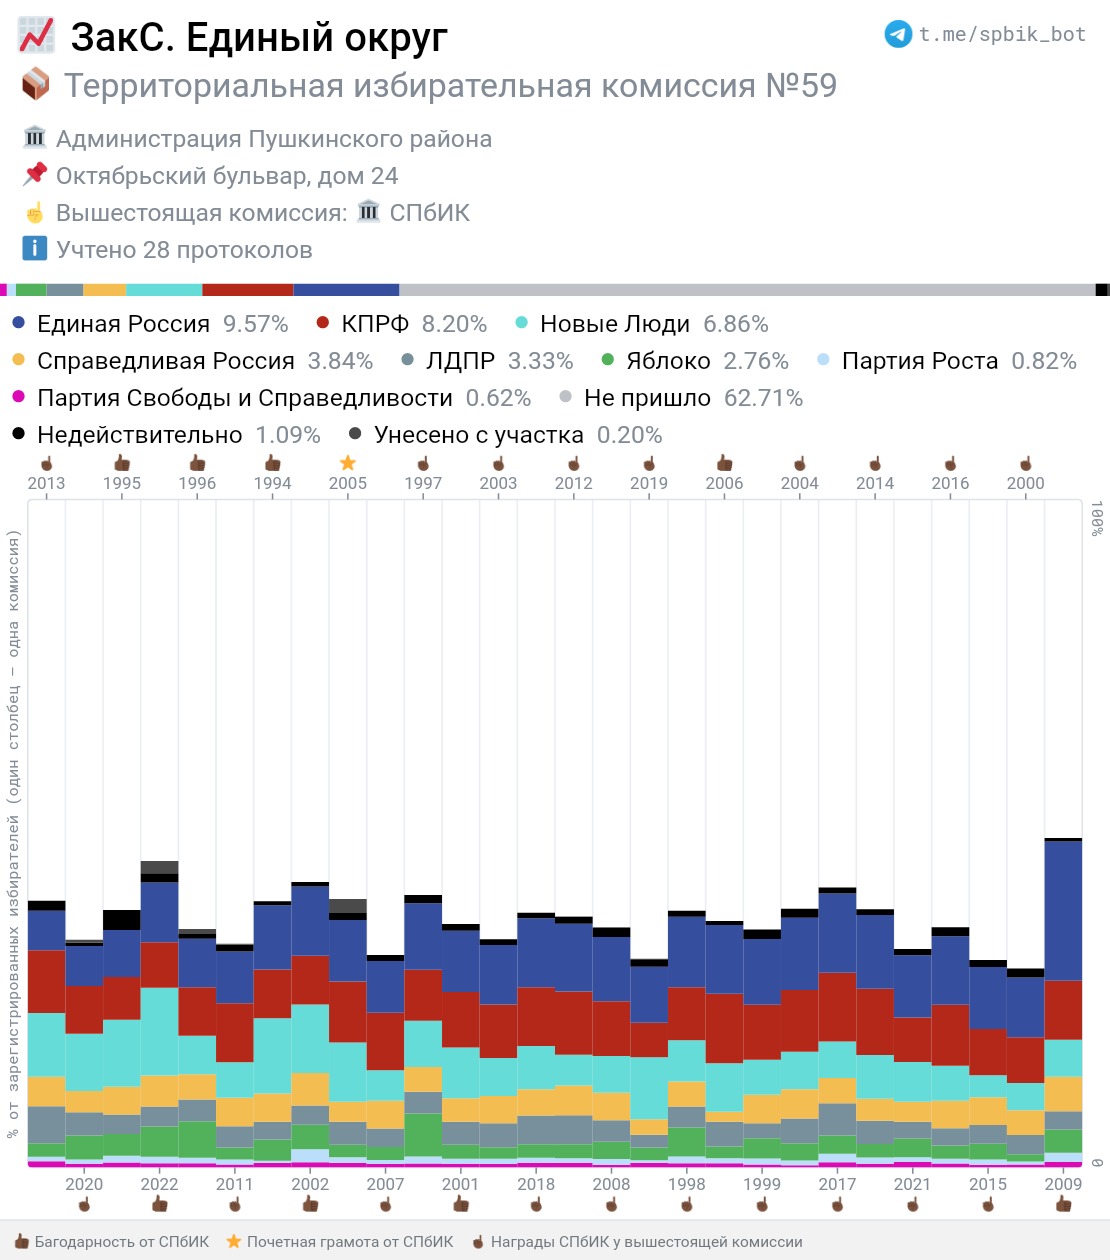 ЗакС. Единый округ
t.me/spbik_bot
Территориальная избирательная комиссия №59
Администрация Пушкинского района
Октябрьский бульвар, дом 24
Вышестоящая комиссия: СПбИК
Учтено 28 протоколов
Единая Россия 9.57% КПРФ 8.20% Новые Люди 6.86%
Справедливая Россия 3.84% ЛДПР 3.33% Яблоко 2.76% Партия Роста 0.82%
Партия Свободы и Справедливости 0.62% Не пришло 62.71%
Недействительно 1.09% Унесено с участка 0.20%
2013 1995 1996 1994 2005 1997 2003 2012 2019 2006 2004 2014 2016 2000
100%
% от зарегистрированных избирателей (один столбец – одна комиссия)
0
2020 2022 2011 2002 2007 2001 2018 2008 1998 1999 2017 2021 2015 2009
Багодарность от СПбИК Почетная грамота от СПбИК Награды СПбИК у вышестоящей комиссии